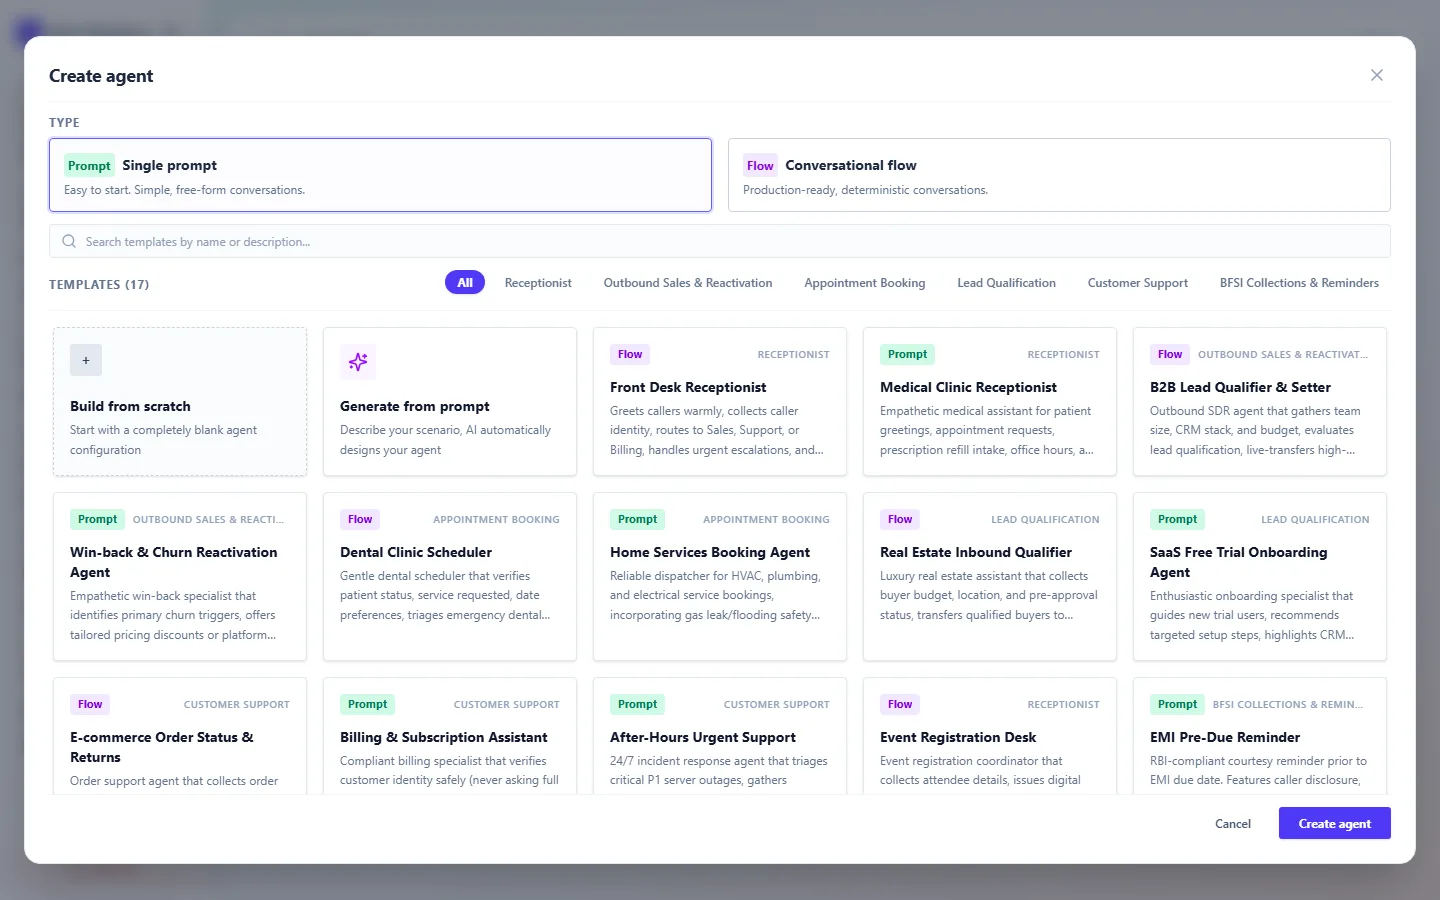 Create agent
TYPE
Prompt Single prompt
Easy to start. Simple, free-form conversations.
Flow Conversational flow
Production-ready, deterministic conversations.
Search templates by name or description...
TEMPLATES (17)
All Receptionist Outbound Sales & Reactivation Appointment Booking Lead Qualification Customer Support BFSI Collections & Reminders
+
Build from scratch
Start with a completely blank agent
configuration
Generate from prompt
Describe your scenario, AI automatically
designs your agent
Flow RECEPTIONIST
Front Desk Receptionist
Greets callers warmly, collects caller
identity, routes to Sales, Support, or
Billing, handles urgent escalations, and...
Prompt RECEPTIONIST
Medical Clinic Receptionist
Empathetic medical assistant for patient
greetings, appointment requests,
prescription refill intake, office hours, a...
Flow OUTBOUND SALES & REACTIVAT...
B2B Lead Qualifier & Setter
Outbound SDR agent that gathers team
size, CRM stack, and budget, evaluates
lead qualification, live-transfers high-...
Prompt OUTBOUND SALES & REACTI...
Win-back & Churn Reactivation
Agent
Empathetic win-back specialist that
identifies primary churn triggers, offers
tailored pricing discounts or platform...
Flow APPOINTMENT BOOKING
Dental Clinic Scheduler
Gentle dental scheduler that verifies
patient status, service requested, date
preferences, triages emergency dental...
Prompt APPOINTMENT BOOKING
Home Services Booking Agent
Reliable dispatcher for HVAC, plumbing,
and electrical service bookings,
incorporating gas leak/flooding safety...
Flow LEAD QUALIFICATION
Real Estate Inbound Qualifier
Luxury real estate assistant that collects
buyer budget, location, and pre-approval
status, transfers qualified buyers to...
Prompt LEAD QUALIFICATION
SaaS Free Trial Onboarding
Agent
Enthusiastic onboarding specialist that
guides new trial users, recommends
targeted setup steps, highlights CRM...
Flow CUSTOMER SUPPORT
E-commerce Order Status &
Returns
Order support agent that collects order
Prompt CUSTOMER SUPPORT
Billing & Subscription Assistant
Compliant billing specialist that verifies
customer identity safely (never asking full
Prompt CUSTOMER SUPPORT
After-Hours Urgent Support
24/7 incident response agent that triages
critical P1 server outages, gathers
Flow RECEPTIONIST
Event Registration Desk
Event registration coordinator that
collects attendee details, issues digital
Prompt BFSI COLLECTIONS & REMIN...
EMI Pre-Due Reminder
RBI-compliant courtesy reminder prior to
EMI due date. Features caller disclosure,
Cancel
Create agent